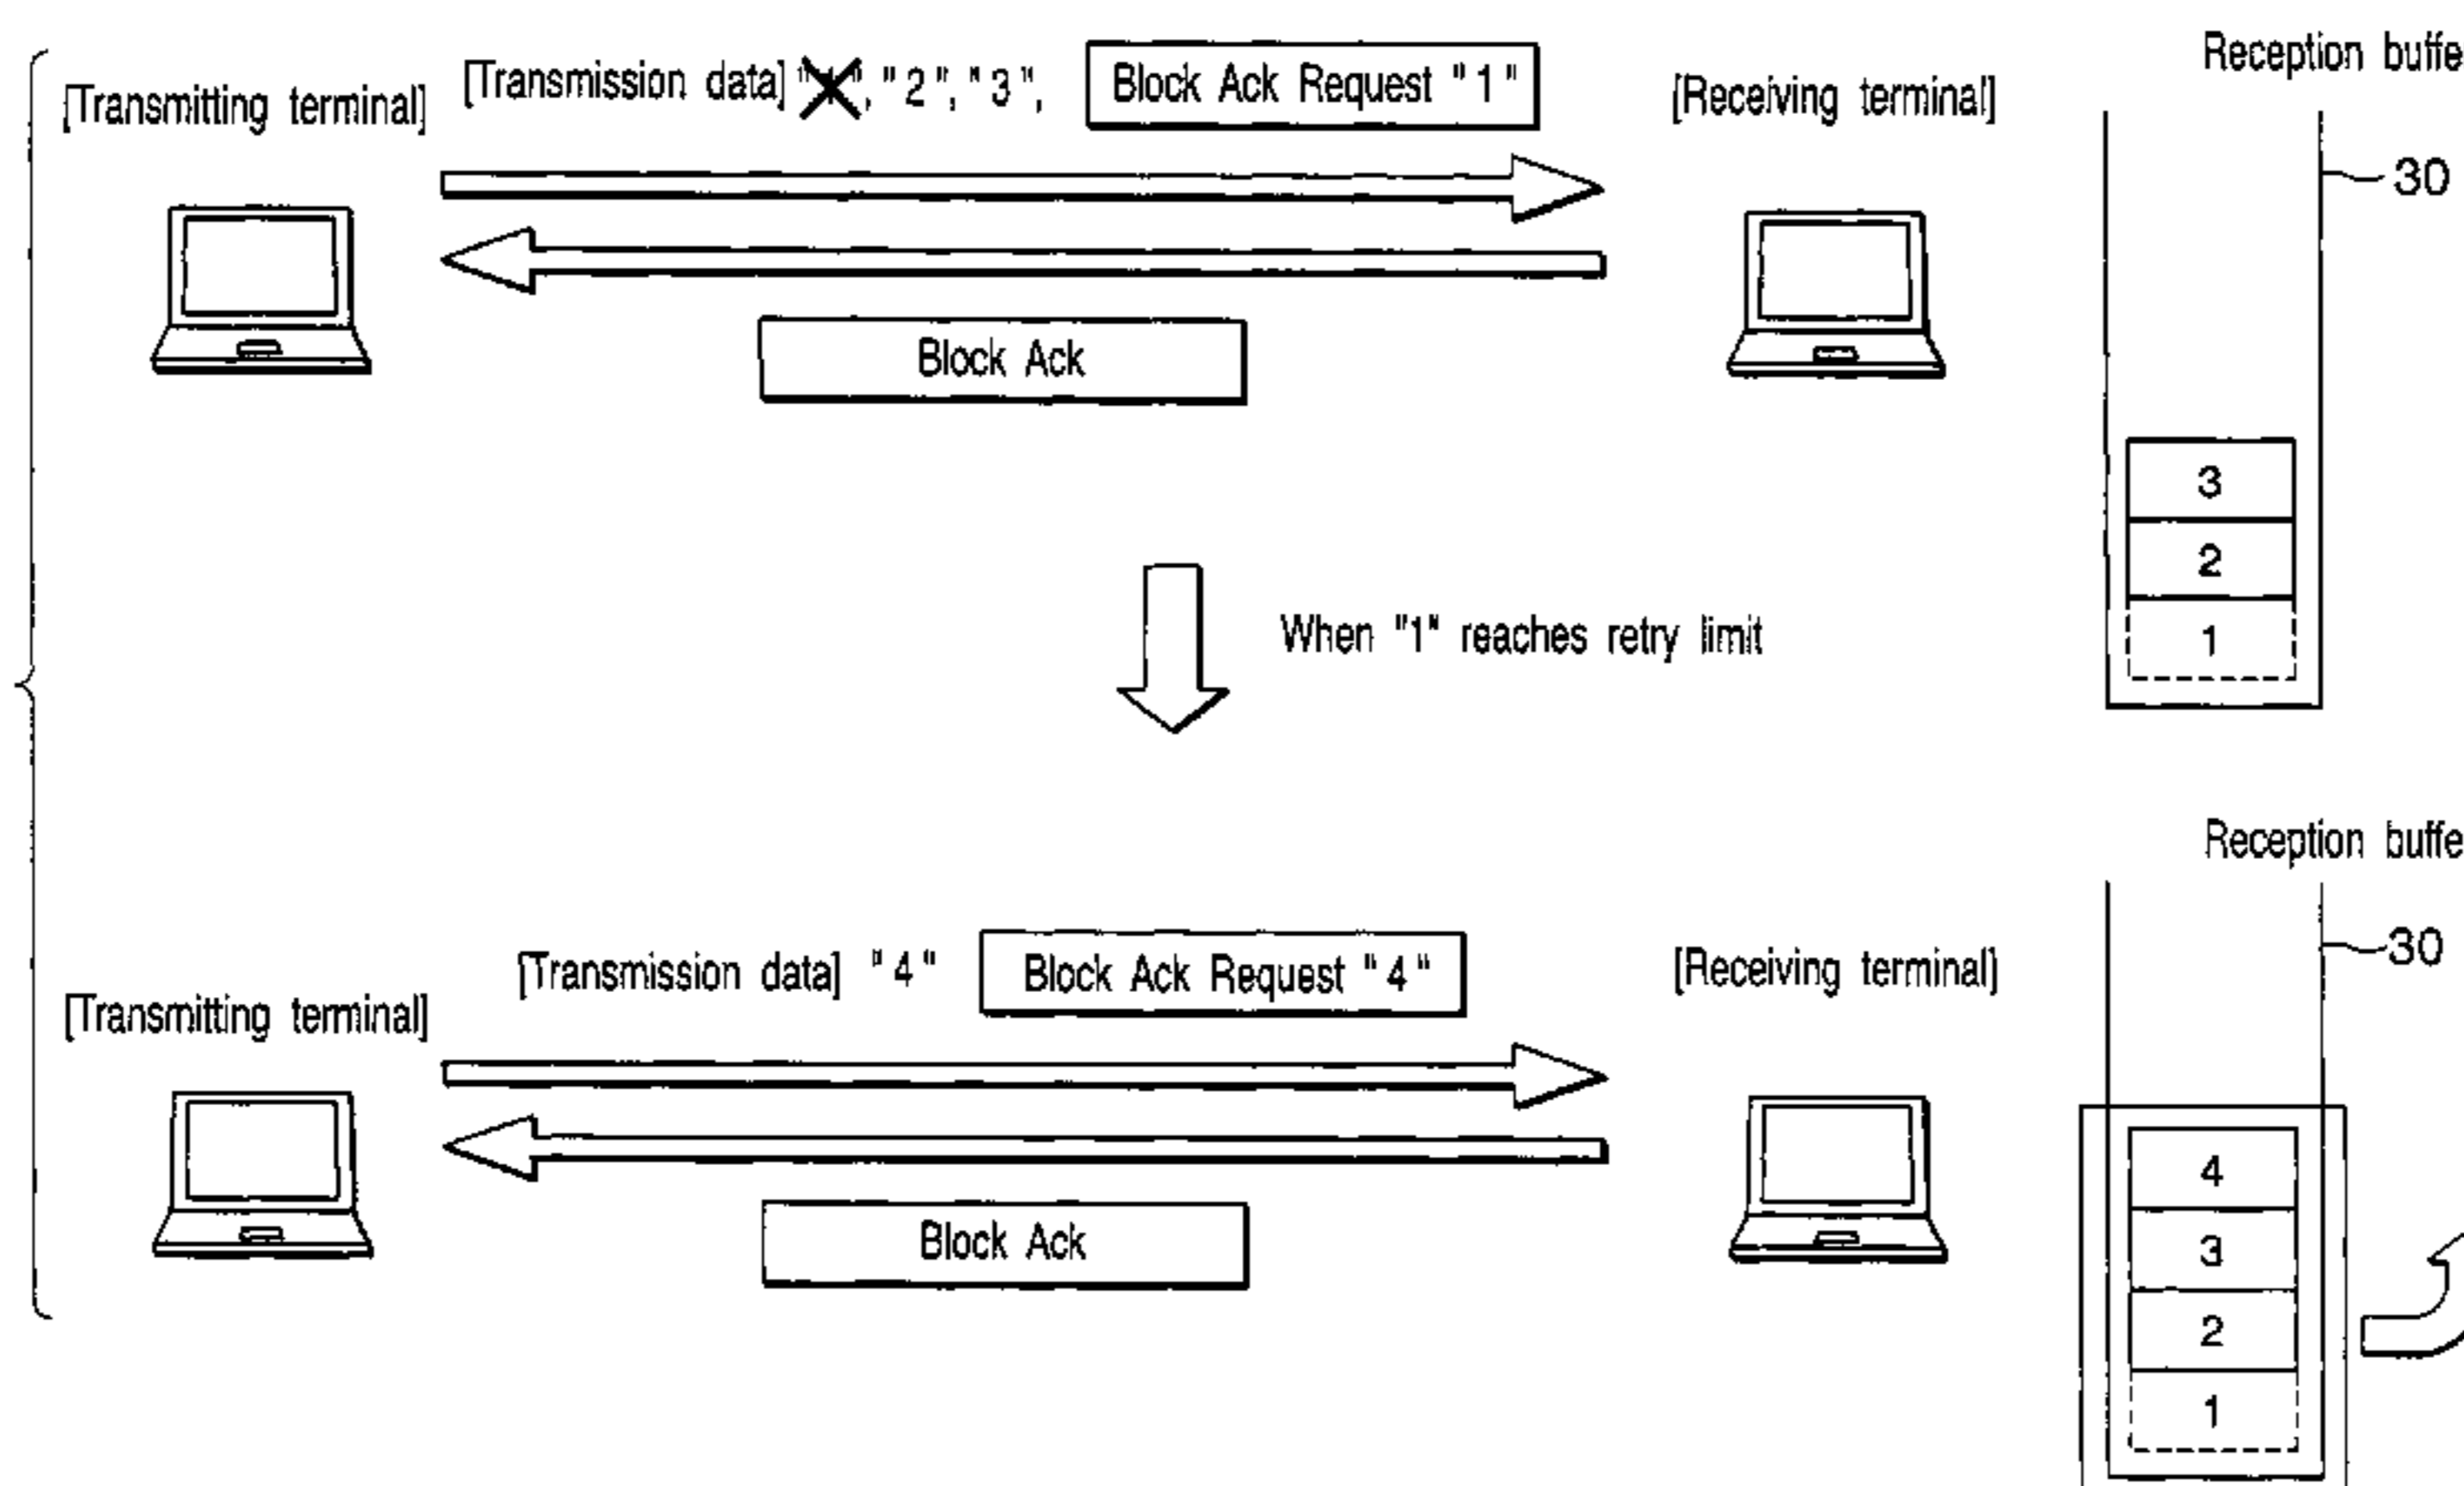 [Transmitting terminal]
[Transmission data] "1", "2", "3",
Block Ack Request "1"
[Receiving terminal]
Reception buffe
30
Block Ack
3
2
1
When "1" reaches retry limit
Reception buffe
30
[Transmitting terminal]
[Transmission data] "4"
Block Ack Request "4"
[Receiving terminal]
Block Ack
4
3
2
1